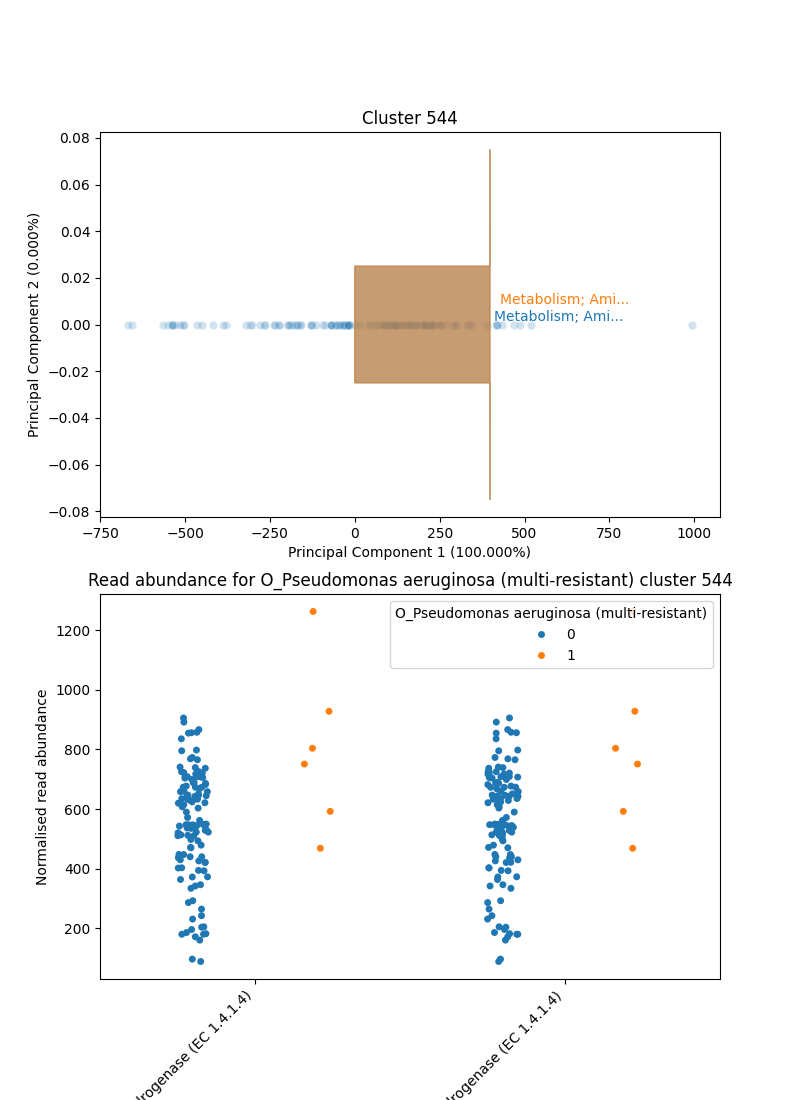 Cluster 544
0.08
0.06
0.04
0.02
0.00
−0.02
−0.04
−0.06
−0.08
Principal Component 2 (0.000%)
Metabolism; Ami...
Metabolism; Ami...
−750
−500
−250
0
250
500
750
1000
Principal Component 1 (100.000%)
Read abundance for O_Pseudomonas aeruginosa (multi-resistant) cluster 544
O_Pseudomonas aeruginosa (multi-resistant)
0
1
1200
1000
800
600
400
200
Normalised read abundance
drogenase (EC 1.4.1.4)
drogenase (EC 1.4.1.4)